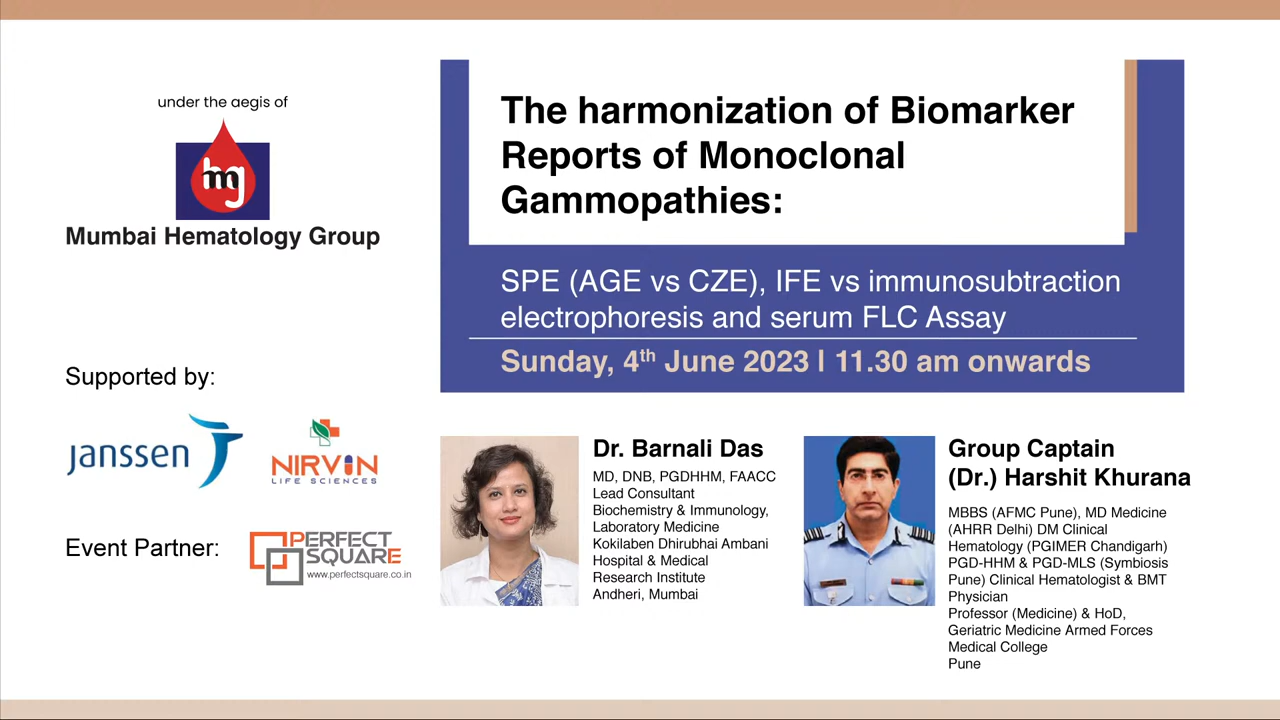 under the aegis of
mg
Mumbai Hematology Group
The harmonization of Biomarker
Reports of Monoclonal
Gammopathies:
SPE (AGE vs CZE), IFE vs immunosubtraction
electrophoresis and serum FLC Assay
Sunday, 4th June 2023 | 11.30 am onwards
Supported by:
janssen
NIRViN
LIFE SCIENCES
Event Partner:
PERFECT
SQUARE
www.perfectsquare.co.in
Dr. Barnali Das
MD, DNB, PGDHHM, FAACC
Lead Consultant
Biochemistry & Immunology,
Laboratory Medicine
Kokilaben Dhirubhai Ambani
Hospital & Medical
Research Institute
Andheri, Mumbai
Group Captain
(Dr.) Harshit Khurana
MBBS (AFMC Pune), MD Medicine
(AHRR Delhi) DM Clinical
Hematology (PGIMER Chandigarh)
PGD-HHM & PGD-MLS (Symbiosis
Pune) Clinical Hematologist & BMT
Physician
Professor (Medicine) & HoD,
Geriatric Medicine Armed Forces
Medical College
Pune